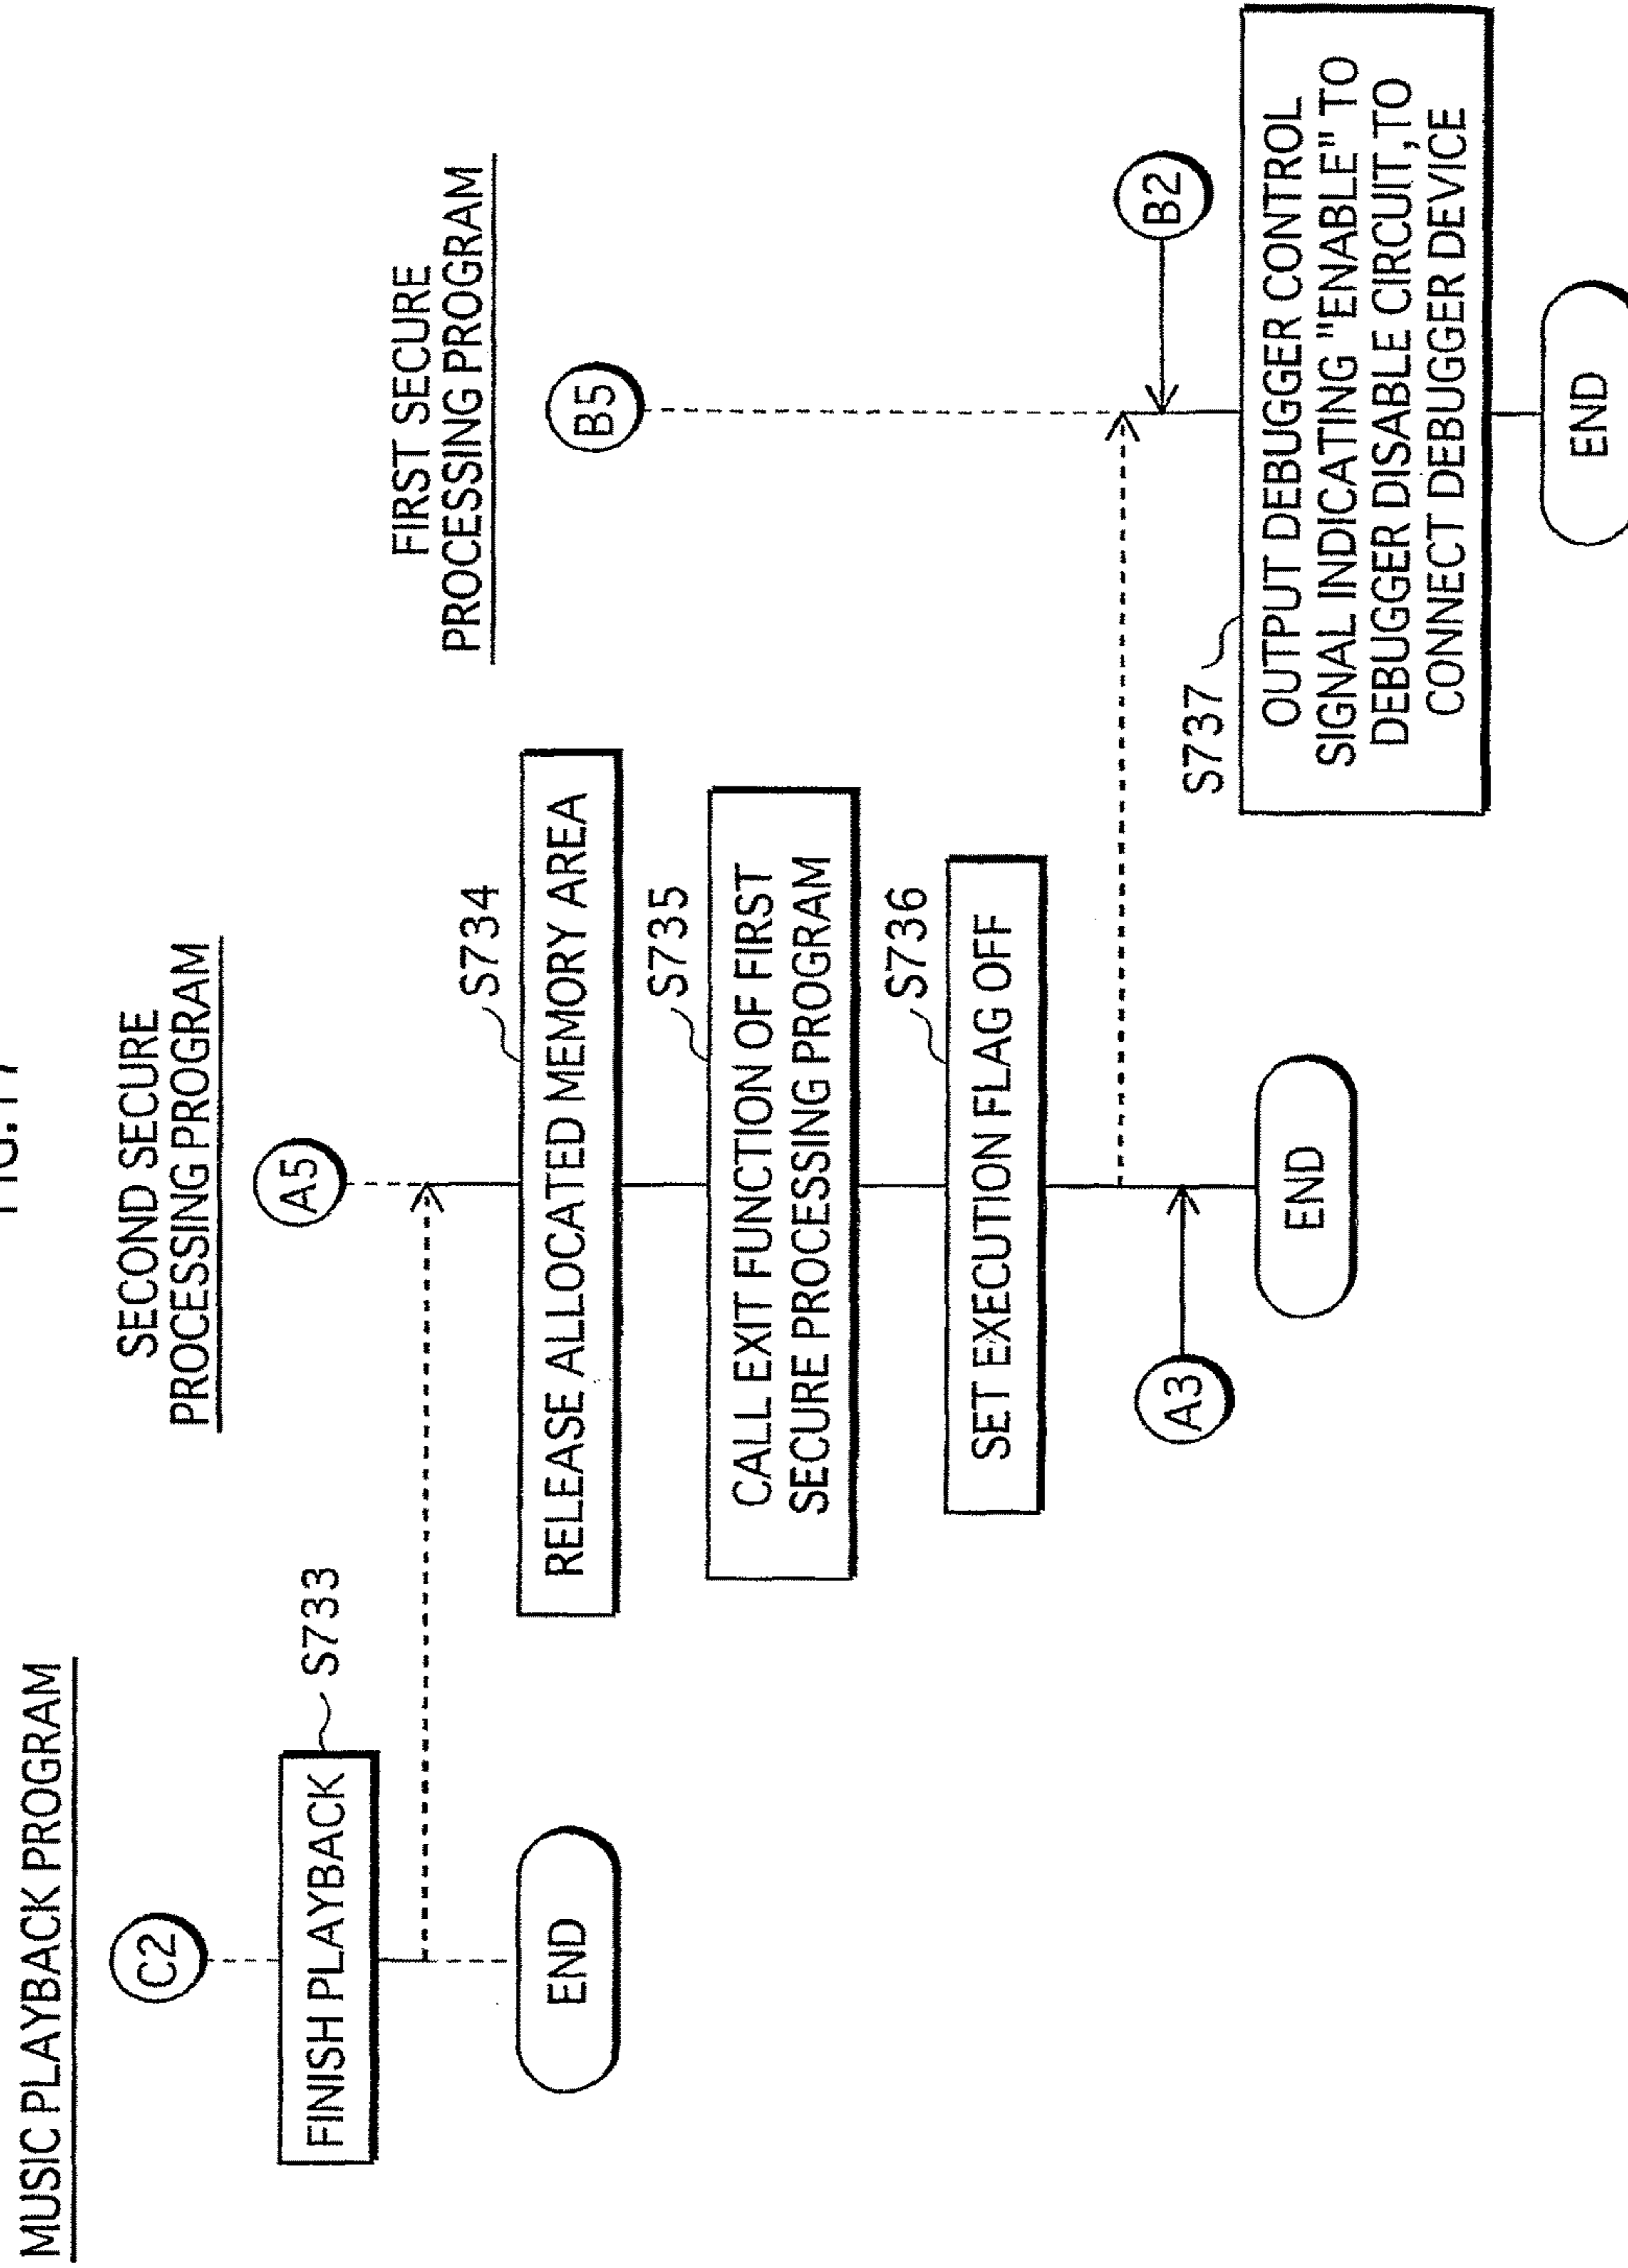 MUSIC PLAYBACK PROGRAM
C2
FINISH PLAYBACK
S733
END
SECOND SECURE
PROCESSING PROGRAM
A5
S734
RELEASE ALLOCATED MEMORY AREA
S735
CALL EXIT FUNCTION OF FIRST
SECURE PROCESSING PROGRAM
S736
SET EXECUTION FLAG OFF
A3
END
FIRST SECURE
PROCESSING PROGRAM
B5
B2
S737
OUTPUT DEBUGGER CONTROL
SIGNAL INDICATING "ENABLE" TO
DEBUGGER DISABLE CIRCUIT, TO
CONNECT DEBUGGER DEVICE
END